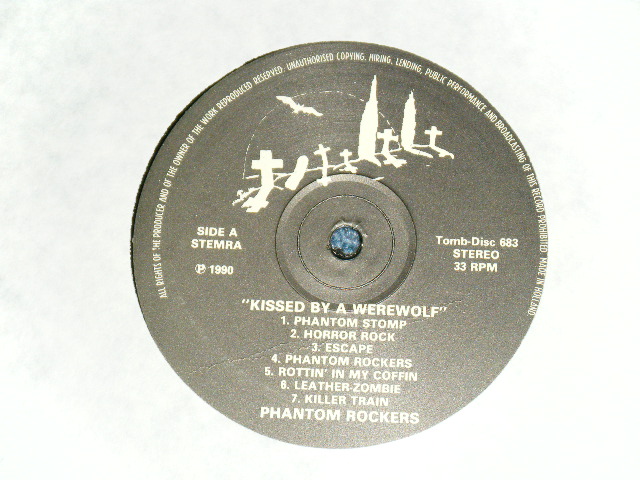 ALL RIGHTS OF THE PRODUCER AND OF THE OWNER OF THE WORK REPRODUCED RESERVED. UNAUTHORISED COPYING, HIRING, LENDING, PUBLIC PERFORMANCE AND BROADCASTING OF THIS RECORD PROHIBITED. MADE IN HOLLAND
SIDE A
STEMRA
℗ 1990
Tomb-Disc 683
STEREO
33 RPM
"KISSED BY A WEREWOLF"
1. PHANTOM STOMP
2. HORROR ROCK
3. ESCAPE
4. PHANTOM ROCKERS
5. ROTTIN' IN MY COFFIN
6. LEATHER-ZOMBIE
7. KILLER TRAIN
PHANTOM ROCKERS